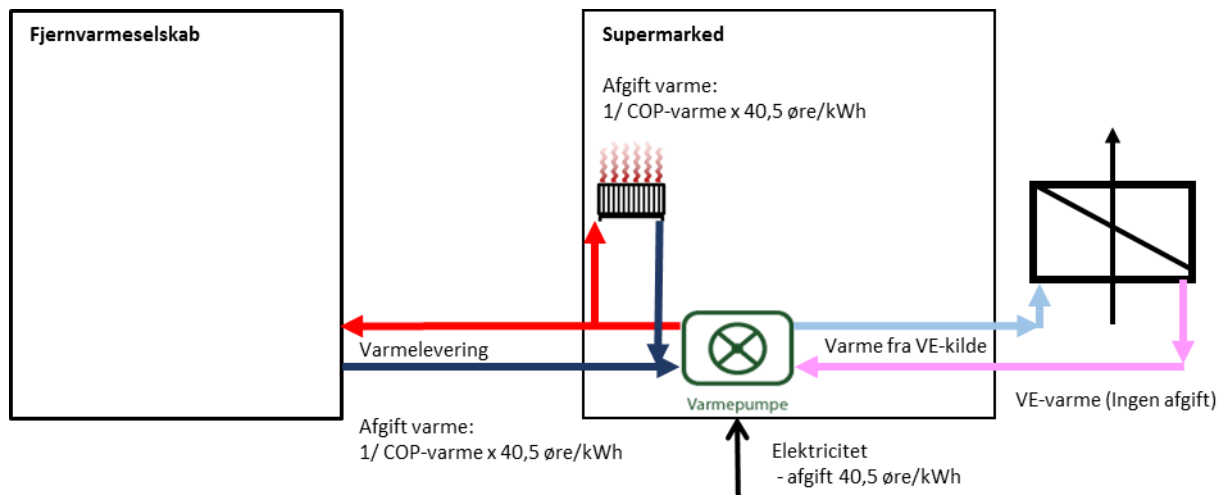 Fjernvarmeselskab
Supermarked
Afgift varme:
1/ COP-varme x 40,5 øre/kWh
Varmelevering
Varme fra VE-kilde
Varmepumpe
VE-varme (Ingen afgift)
Afgift varme:
1/ COP-varme x 40,5 øre/kWh
Elektricitet
- afgift 40,5 øre/kWh